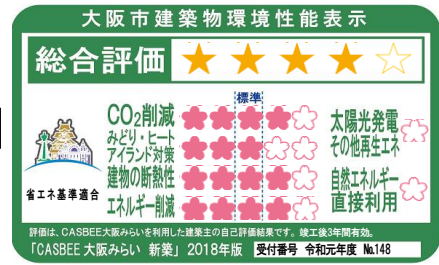 大阪市建築物環境性能表示
総合評価
標準
CO2削減
みどり・ヒート
アイランド対策
建物の断熱性
エネルギー削減
太陽光発電
その他再生エネ
自然エネルギー
直接利用
省エネ基準適合
評価は、CASBEE大阪みらいを利用した建築主の自己評価結果です。竣工後3年間有効。
「CASBEE大阪みらい 新築」2018年版 受付番号 令和元年度 №148